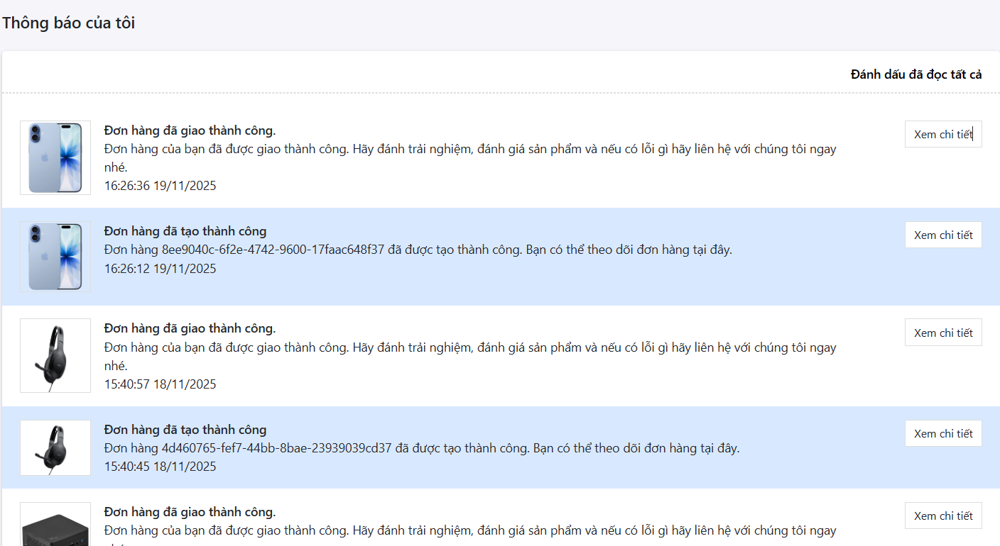 Thông báo của tôi
Đánh dấu đã đọc tất cả
Đơn hàng đã giao thành công.
Xem chi tiết
Đơn hàng của bạn đã được giao thành công. Hãy đánh trải nghiệm, đánh giá sản phẩm và nếu có lỗi gì hãy liên hệ với chúng tôi ngay
nhé.
16:26:36 19/11/2025
Đơn hàng đã tạo thành công
Xem chi tiết
Đơn hàng 8ee9040c-6f2e-4742-9600-17faac648f37 đã được tạo thành công. Bạn có thể theo dõi đơn hàng tại đây.
16:26:12 19/11/2025
Đơn hàng đã giao thành công.
Xem chi tiết
Đơn hàng của bạn đã được giao thành công. Hãy đánh trải nghiệm, đánh giá sản phẩm và nếu có lỗi gì hãy liên hệ với chúng tôi ngay
nhé.
15:40:57 18/11/2025
Đơn hàng đã tạo thành công
Xem chi tiết
Đơn hàng 4d460765-fef7-44bb-8bae-23939039cd37 đã được tạo thành công. Bạn có thể theo dõi đơn hàng tại đây.
15:40:45 18/11/2025
Đơn hàng đã giao thành công.
Xem chi tiết
Đơn hàng của bạn đã được giao thành công. Hãy đánh trải nghiệm, đánh giá sản phẩm và nếu có lỗi gì hãy liên hệ với chúng tôi ngay